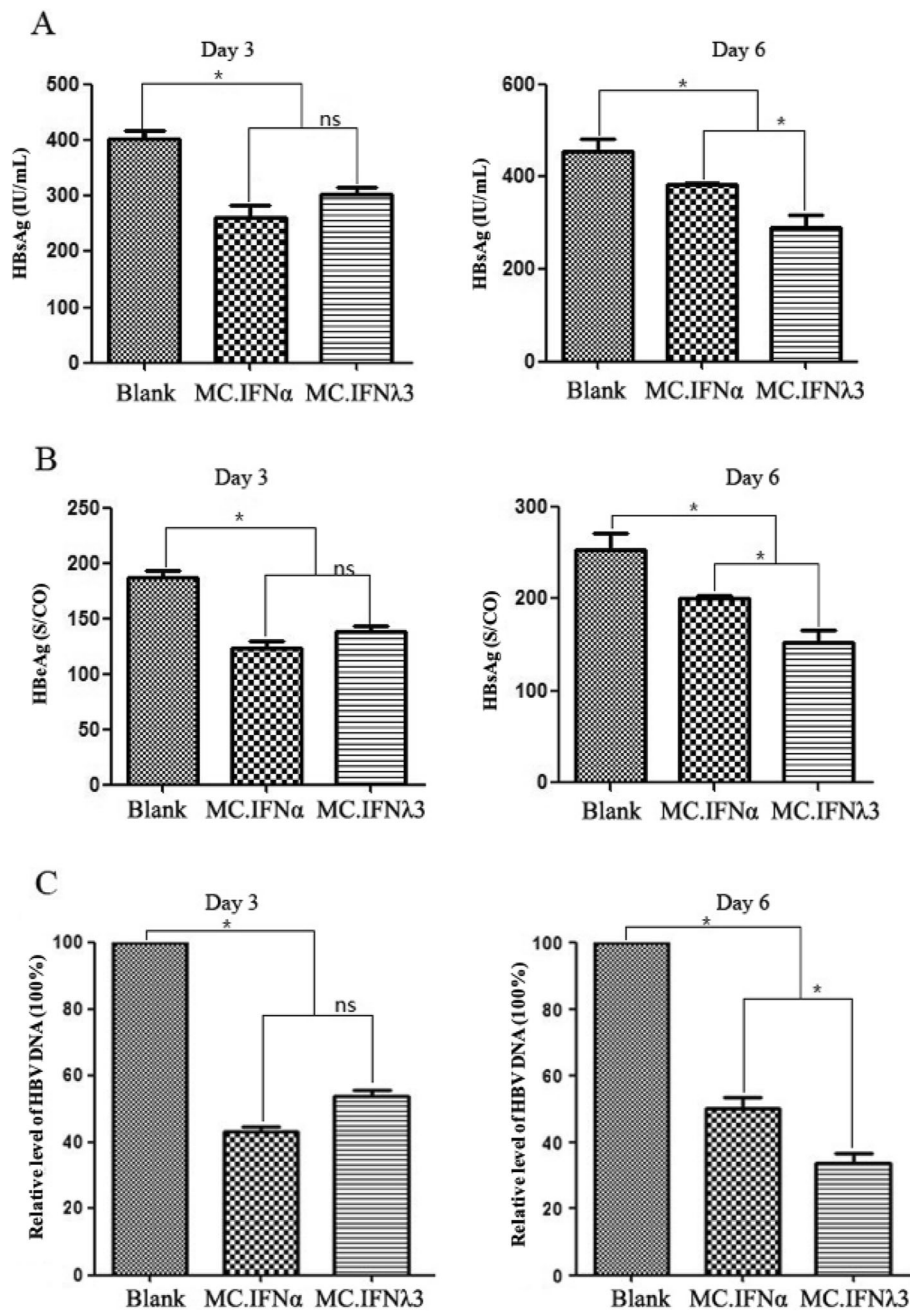 A
Day 3
Day 6
HBsAg (IU/mL)
500
400
300
200
100
0
*
ns
Blank MC.IFNα MC.IFNλ3
HBsAg (IU/mL)
600
400
200
0
*
*
Blank MC.IFNα MC.IFNλ3
B
Day 3
Day 6
HBeAg (S/CO)
250
200
150
100
50
0
*
ns
Blank MC.IFNα MC.IFNλ3
HBsAg (S/CO)
300
200
100
0
*
*
Blank MC.IFNα MC.IFNλ3
C
Day 3
Day 6
Relative level of HBV DNA (100%)
100
80
60
40
20
0
*
ns
Blank MC.IFNα MC.IFNλ3
Relative level of HBV DNA (100%)
100
80
60
40
20
0
*
*
Blank MC.IFNα MC.IFNλ3